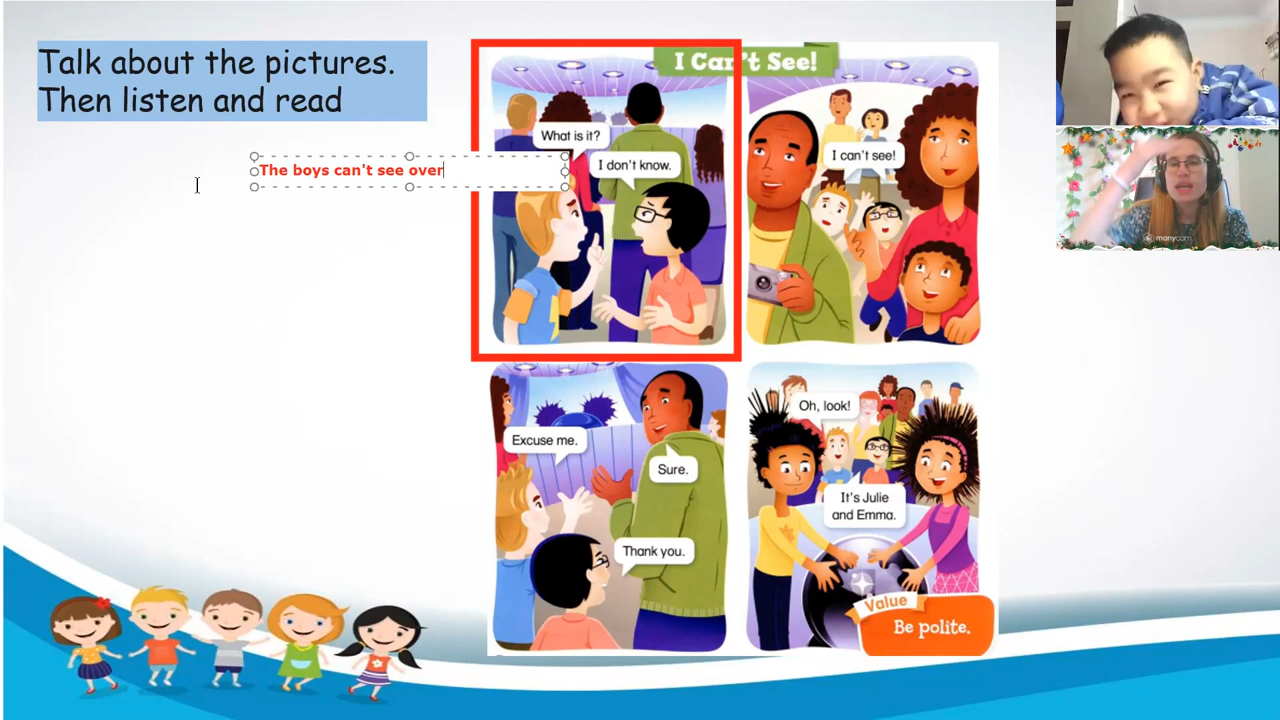 Talk about the pictures.
Then listen and read
The boys can't see over
I Can't See!
What is it?
I don't know.
I can't see!
Excuse me.
Sure.
Thank you.
Oh, look!
It's Julie
and Emma.
Value
Be polite.
manycam